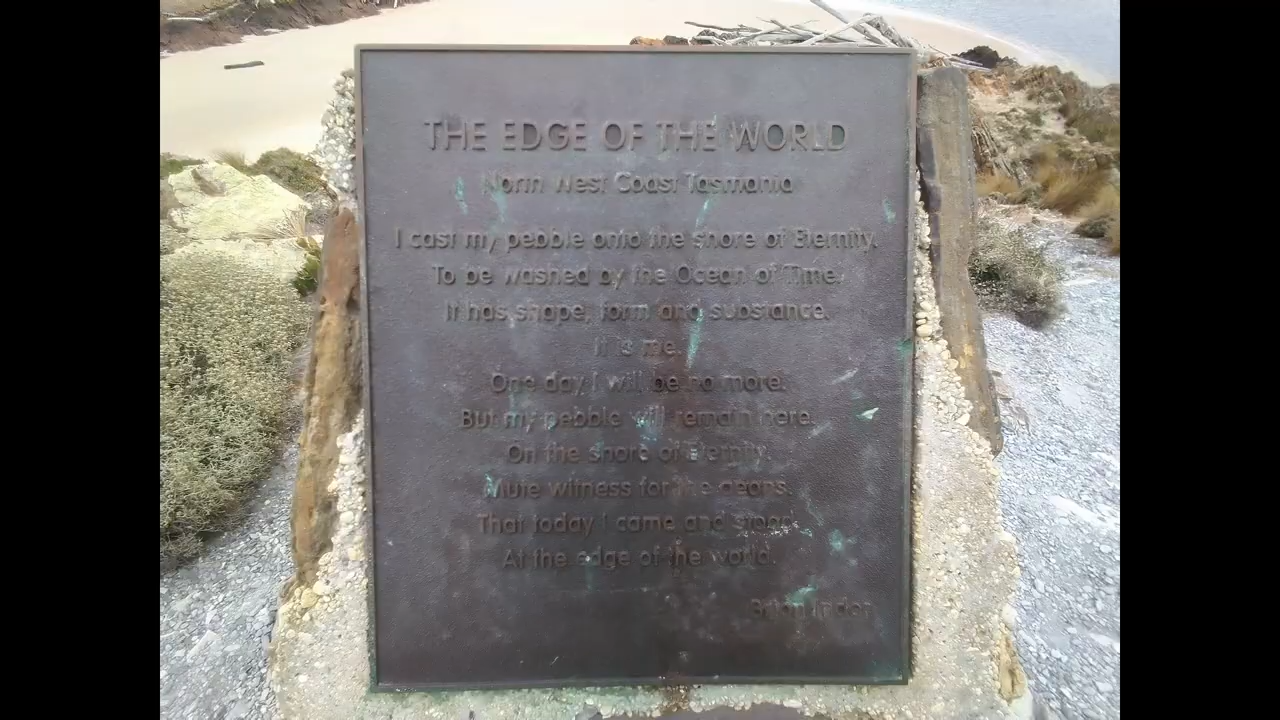 THE EDGE OF THE WORLD
North West Coast Tasmania
I cast my pebble onto the shore of Eternity.
To be washed by the Ocean of Time.
It has shape, form and substance.
It is me.
One day I will be no more.
But my pebble will remain here.
On the shore of Eternity.
Mute witness for the aeons.
That today I came and stood
At the edge of the world.
Brian Inder